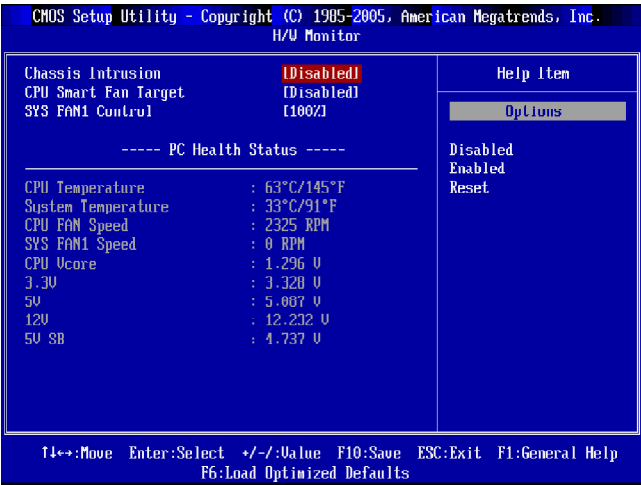 CMOS Setup Utility - Copyright (C) 1985-2005, American Megatrends, Inc.
H/W Monitor
Chassis Intrusion [Disabled]
CPU Smart Fan Target [Disabled]
SYS FAN1 Control [100%]
----- PC Health Status -----
CPU Temperature : 63°C/145°F
System Temperature : 33°C/91°F
CPU FAN Speed : 2325 RPM
SYS FAN1 Speed : 0 RPM
CPU Vcore : 1.296 V
3.3V : 3.328 V
5V : 5.087 V
12V : 12.232 V
5V SB : 4.737 V
Help Item
Options
Disabled
Enabled
Reset
↑↓←→:Move Enter:Select +/-/:Value F10:Save ESC:Exit F1:General Help
F6:Load Optimized Defaults